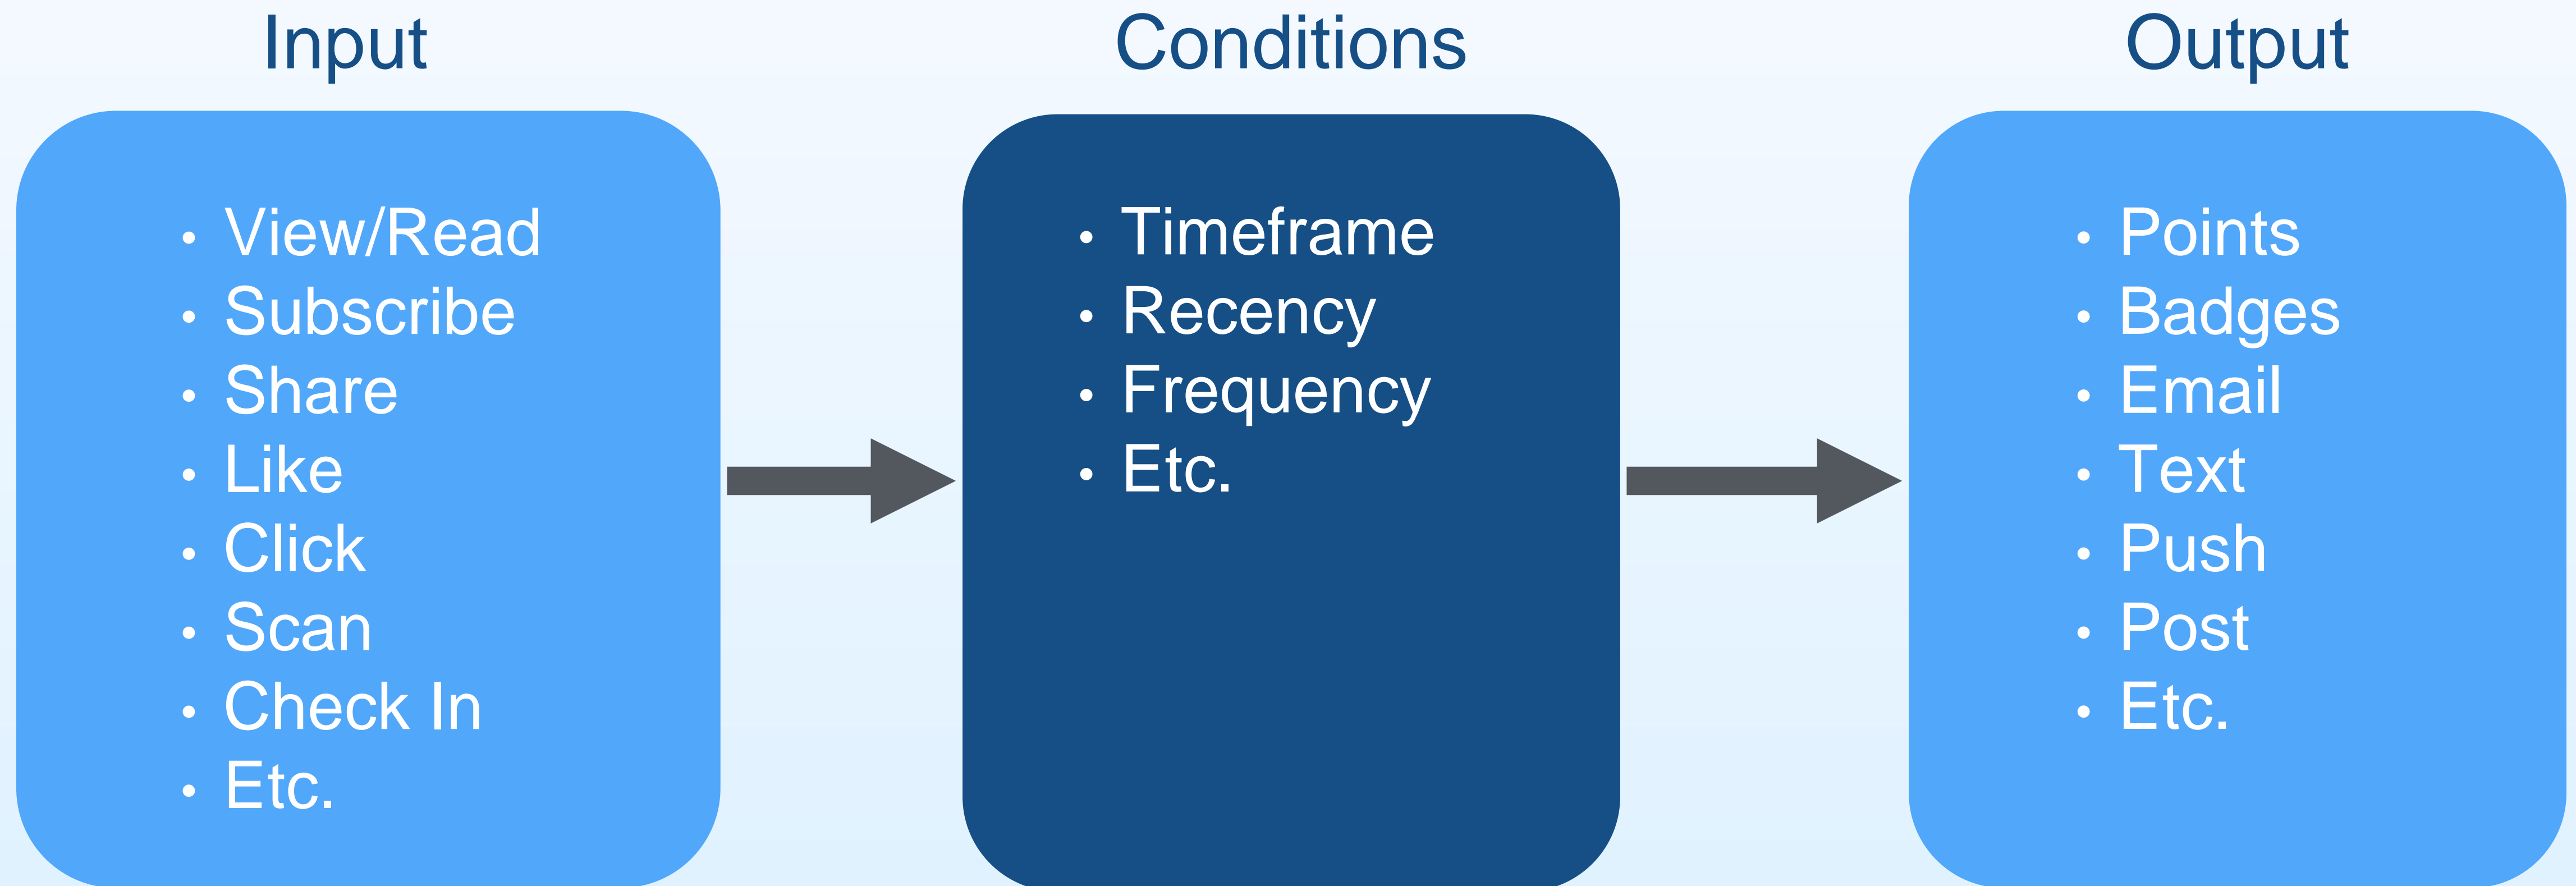 Input
• View/Read
• Subscribe
• Share
• Like
• Click
• Scan
• Check In
• Etc.
Conditions
• Timeframe
• Recency
• Frequency
• Etc.
Output
• Points
• Badges
• Email
• Text
• Push
• Post
• Etc.